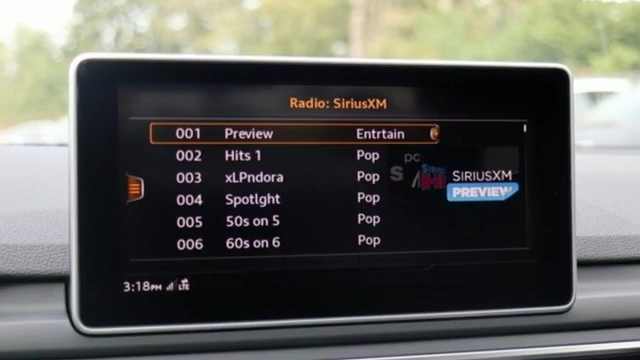 Radio: SiriusXM
001 Preview Entrtain
002 Hits 1 Pop
003 xLPndora Pop
004 Spotlght Pop
005 50s on 5 Pop
006 60s on 6 Pop
pc
S
SIRIUSXM
PREVIEW
3:18PM LTE